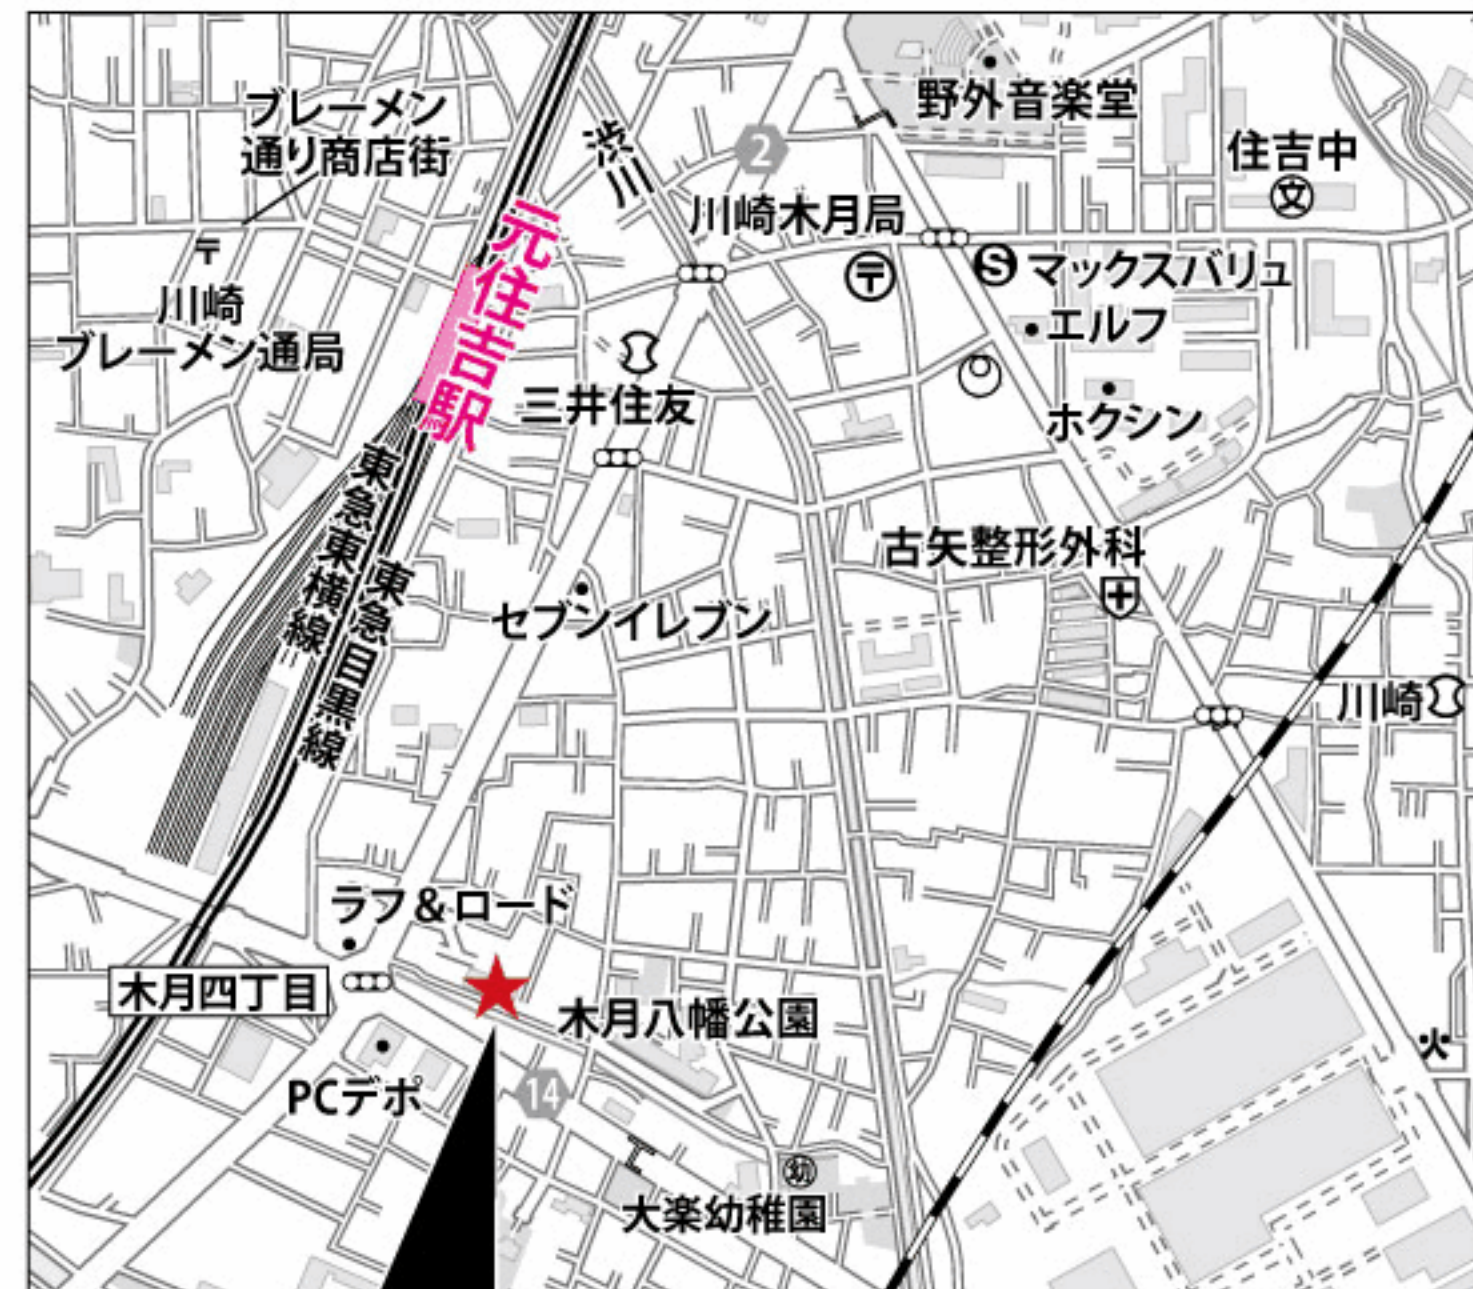 ブレーメン
通り商店街
渋川
2
野外音楽堂
住吉中
文
川崎木月局
元住吉駅
〒
川崎
ブレーメン通局
〒
S マックスバリュ
エルフ
三井住友
ホクシン
東急東横線
東急目黒線
古矢整形外科
セブンイレブン
川崎
ラフ&ロード
木月四丁目
木月八幡公園
PCデポ
14
幼
大楽幼稚園
火